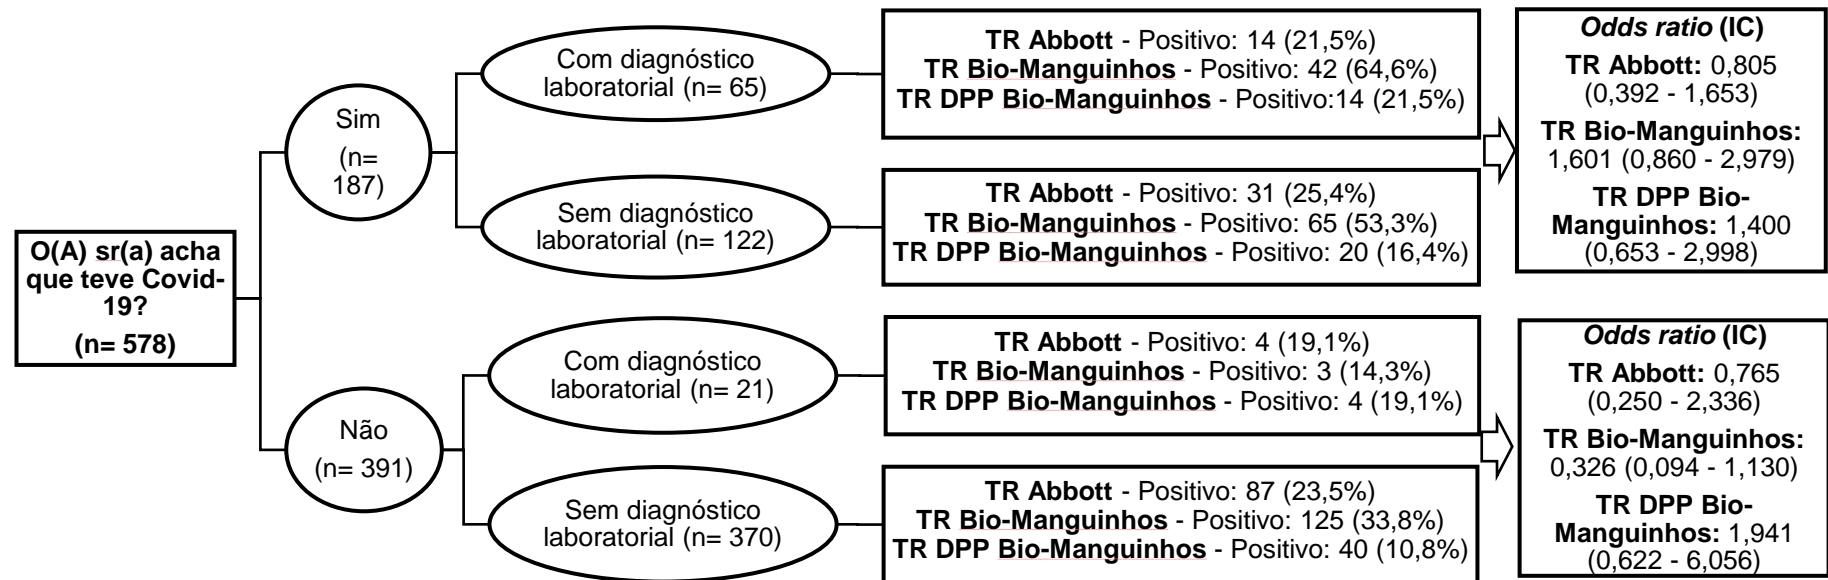 O(A) sr(a) acha
que teve Covid-
19?
(n= 578)
Sim
(n=
187)
Não
(n= 391)
Com diagnóstico
laboratorial (n= 65)
Sem diagnóstico
laboratorial (n= 122)
Com diagnóstico
laboratorial (n= 21)
Sem diagnóstico
laboratorial (n= 370)
TR Abbott - Positivo: 14 (21,5%)
TR Bio-Manguinhos - Positivo: 42 (64,6%)
TR DPP Bio-Manguinhos - Positivo:14 (21,5%)
TR Abbott - Positivo: 31 (25,4%)
TR Bio-Manguinhos - Positivo: 65 (53,3%)
TR DPP Bio-Manguinhos - Positivo: 20 (16,4%)
TR Abbott - Positivo: 4 (19,1%)
TR Bio-Manguinhos - Positivo: 3 (14,3%)
TR DPP Bio-Manguinhos - Positivo: 4 (19,1%)
TR Abbott - Positivo: 87 (23,5%)
TR Bio-Manguinhos - Positivo: 125 (33,8%)
TR DPP Bio-Manguinhos - Positivo: 40 (10,8%)
Odds ratio (IC)
TR Abbott: 0,805
(0,392 - 1,653)
TR Bio-Manguinhos:
1,601 (0,860 - 2,979)
TR DPP Bio-
Manguinhos: 1,400
(0,653 - 2,998)
Odds ratio (IC)
TR Abbott: 0,765
(0,250 - 2,336)
TR Bio-Manguinhos:
0,326 (0,094 - 1,130)
TR DPP Bio-
Manguinhos: 1,941
(0,622 - 6,056)